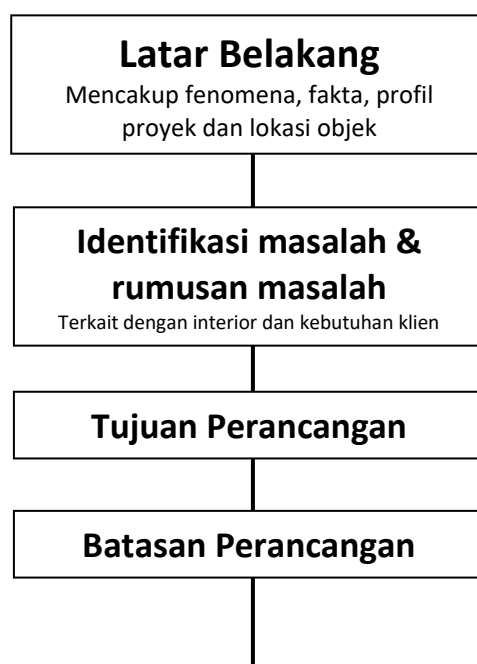 Latar Belakang
Mencakup fenomena, fakta, profil
proyek dan lokasi objek
Identifikasi masalah &
rumusan masalah
Terkait dengan interior dan kebutuhan klien
Tujuan Perancangan
Batasan Perancangan